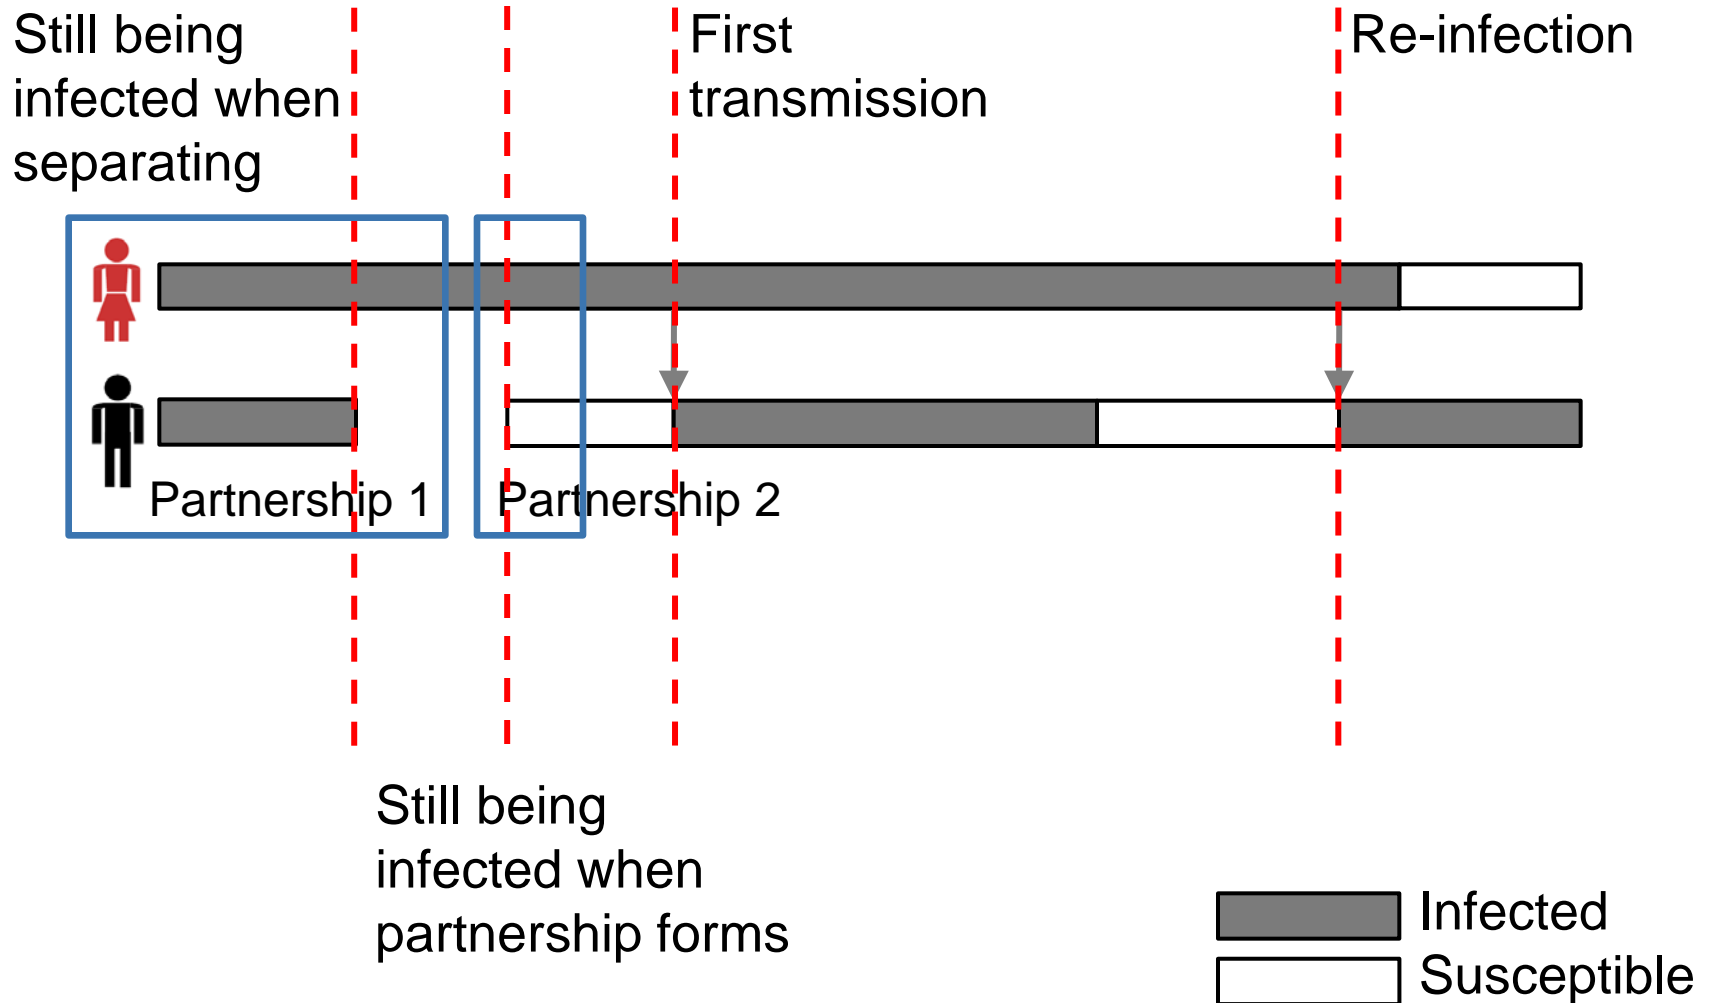 Still being
infected when
separating
First
transmission
Re-infection
Partnership 1
Partnership 2
Still being
infected when
partnership forms
Infected
Susceptible